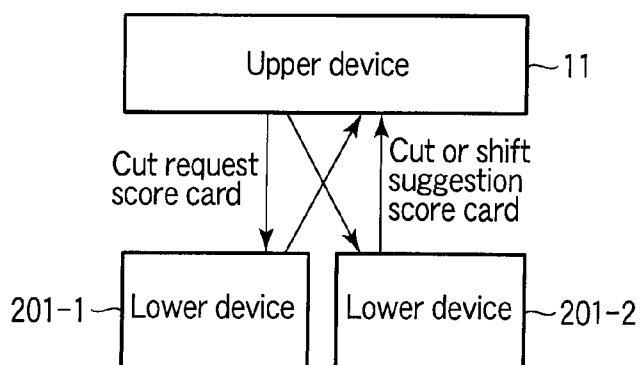 Upper device
11
Cut request
score card
Cut or shift
suggestion
score card
201-1
Lower device
Lower device
201-2